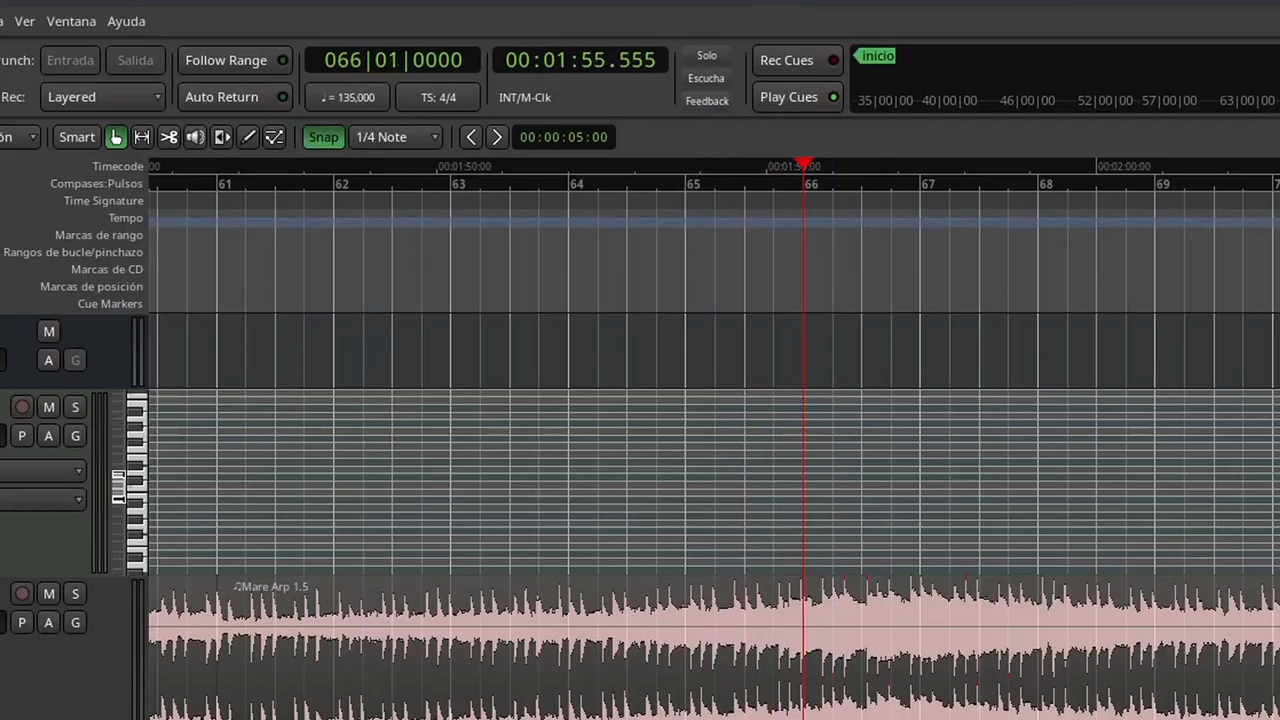 a Ver Ventana Ayuda
unch: Entrada Salida Follow Range 066|01|0000 00:01:55.555 Solo Rec Cues inicio
Escucha
Rec: Layered Auto Return ♩ = 135,000 TS: 4/4 INT/M-Clk Feedback Play Cues 35|00|00 40|00|00 46|00|00 52|00|00 57|00|00 63|00|00
ón Smart Snap 1/4 Note 00:00:05:00
Timecode 00 00:01:50:00 00:02:00:00
Compases:Pulsos 61 62 63 64 65 66 67 68 69 7
Time Signature
Tempo
Marcas de rango
Rangos de bucle/pinchazo
Marcas de CD
Marcas de posición
Cue Markers
M
A G
M S
P A G
♫Mare Arp 1.5
M S
P A G